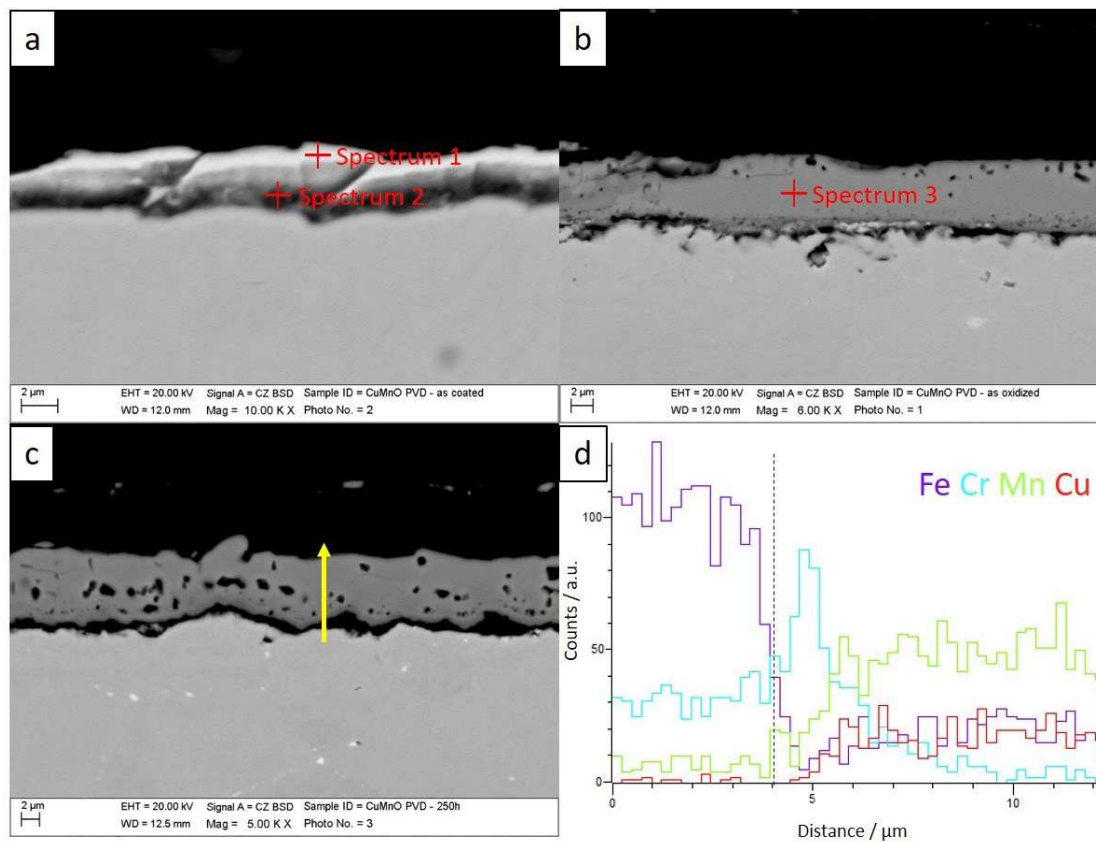 a
Spectrum 1
Spectrum 2
2 µm
EHT = 20.00 kV Signal A = CZ BSD Sample ID = CuMnO PVD - as coated
WD = 12.0 mm Mag = 10.00 K X Photo No. = 2
b
Spectrum 3
2 µm
EHT = 20.00 kV Signal A = CZ BSD Sample ID = CuMnO PVD - as oxidized
WD = 12.0 mm Mag = 6.00 K X Photo No. = 1
c
2 µm
EHT = 20.00 kV Signal A = CZ BSD Sample ID = CuMnO PVD - 250h
WD = 12.5 mm Mag = 5.00 K X Photo No. = 3
d
Fe Cr Mn Cu
100
50
0
Counts / a.u.
0 5 10
Distance / µm